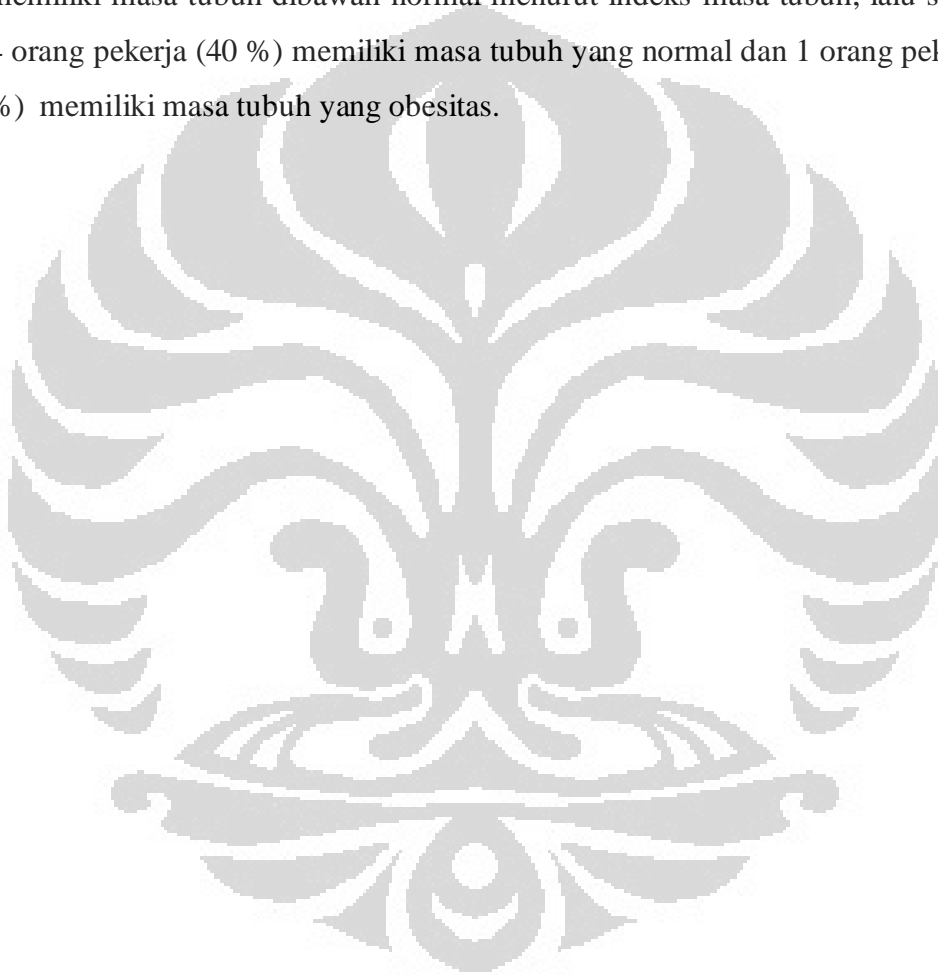 memiliki masa tubuh dibawah normal menurut indeks masa tubuh, lalu
orang pekerja (40 %) memiliki masa tubuh yang normal dan 1 orang
%) memiliki masa tubuh yang obesitas.